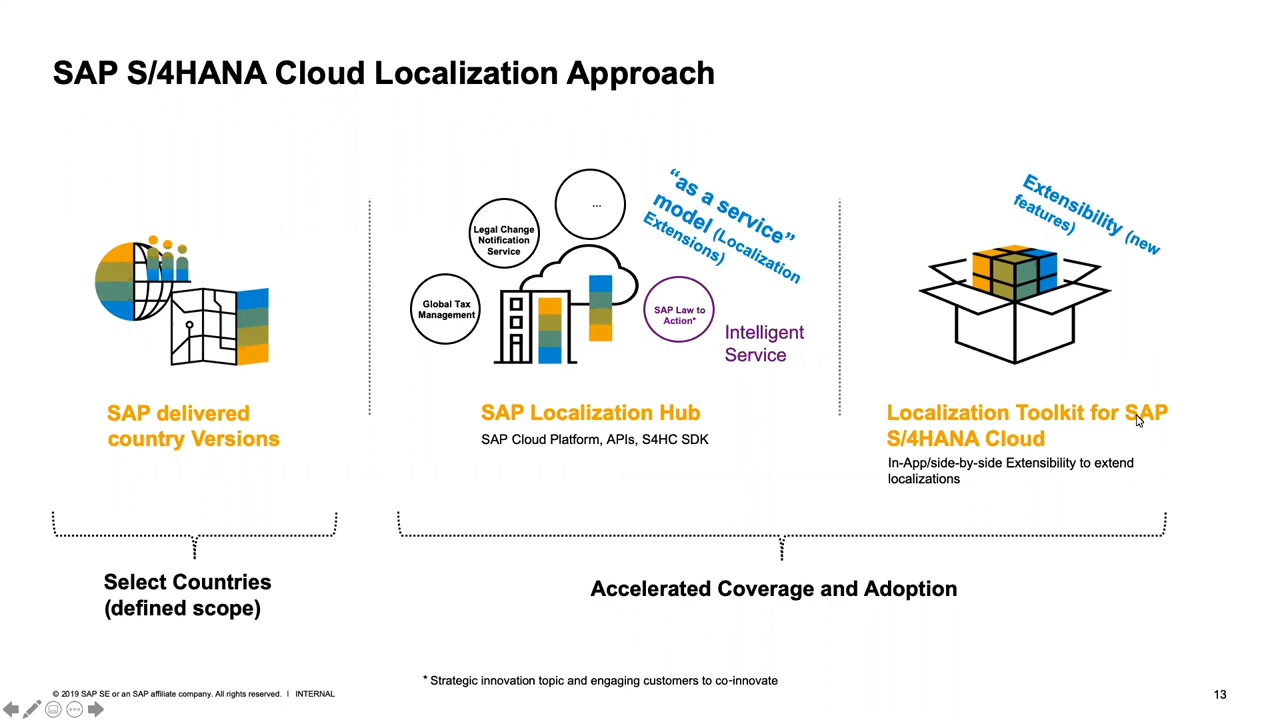 SAP S/4HANA Cloud Localization Approach
SAP delivered
country Versions
Select Countries
(defined scope)
Global Tax
Management
Legal Change
Notification
Service
...
“as a service”
model (Localization
Extensions)
SAP Law to
Action*
Intelligent
Service
SAP Localization Hub
SAP Cloud Platform, APIs, S4HC SDK
Extensibility (new
features)
Localization Toolkit for SAP
S/4HANA Cloud
In-App/side-by-side Extensibility to extend
localizations
Accelerated Coverage and Adoption
* Strategic innovation topic and engaging customers to co-innovate
© 2019 SAP SE or an SAP affiliate company. All rights reserved. | INTERNAL
13